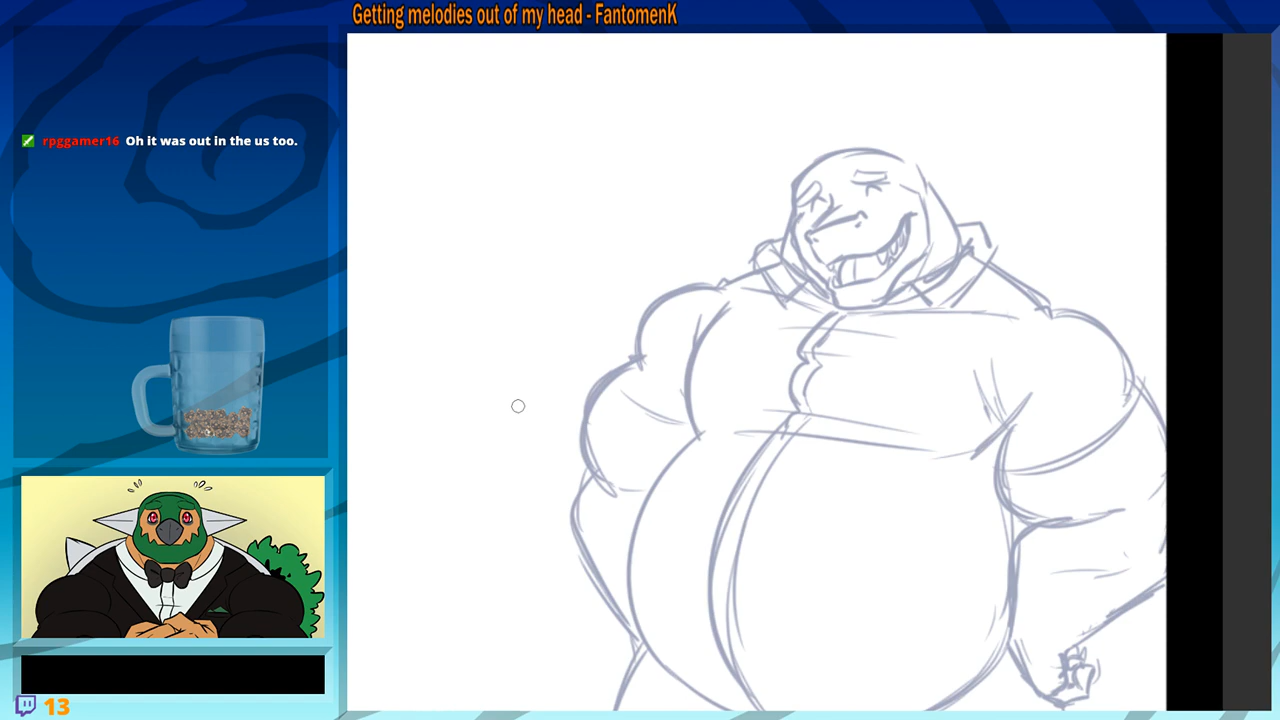 Getting melodies out of my head - FantomenK
rpggamer16 Oh it was out in the us too.
13